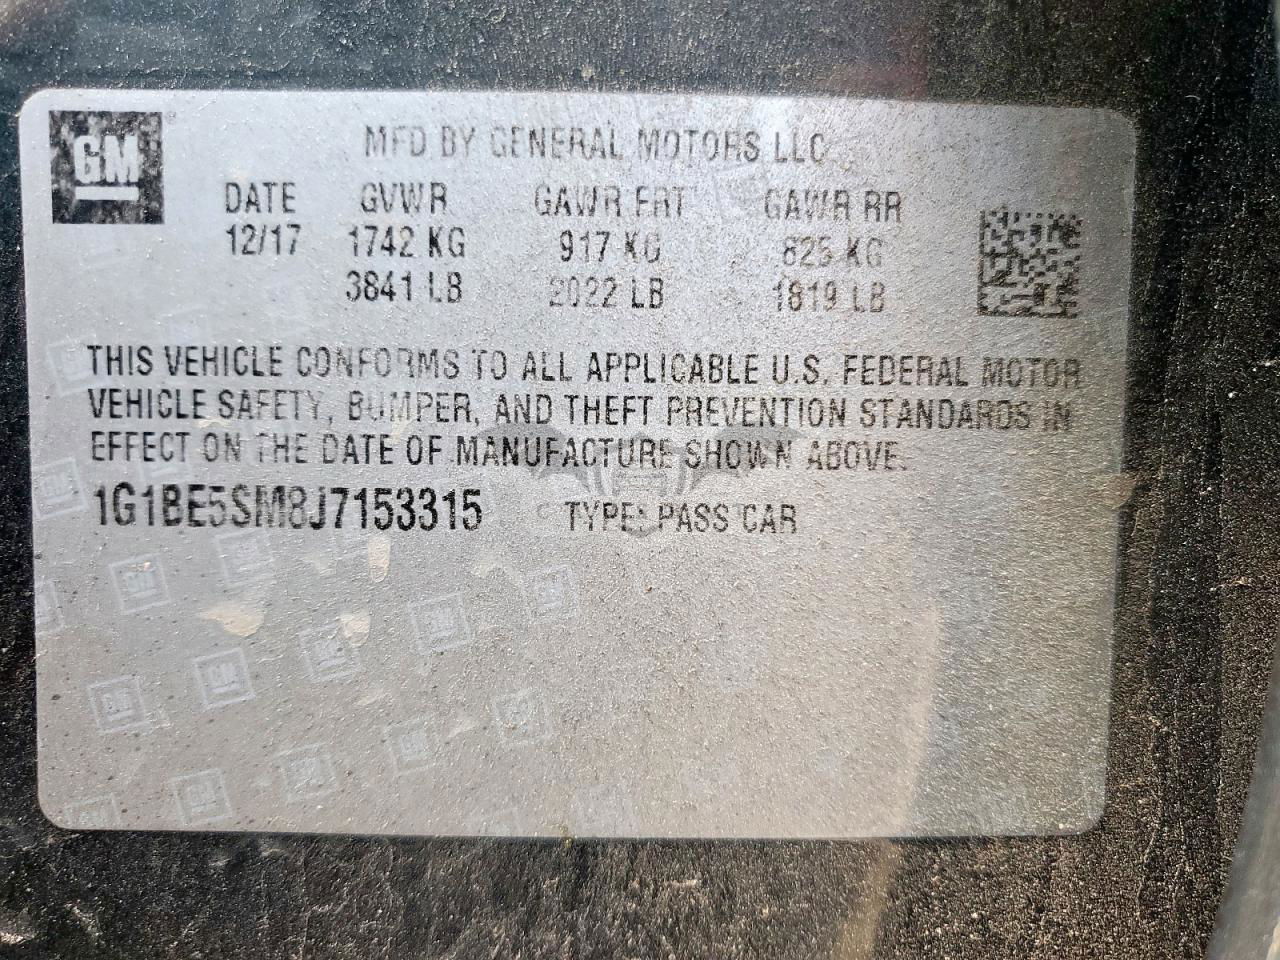 GM
MFD BY GENERAL MOTORS LLC
DATE GVWR GAWR FRT GAWR RR
12/17 1742 KG 917 KG 825 KG
3841 LB 2022 LB 1819 LB
THIS VEHICLE CONFORMS TO ALL APPLICABLE U.S. FEDERAL MOTOR
VEHICLE SAFETY, BUMPER, AND THEFT PREVENTION STANDARDS IN
EFFECT ON THE DATE OF MANUFACTURE SHOWN ABOVE.
1G1BE5SM8J7153315 TYPE: PASS CAR